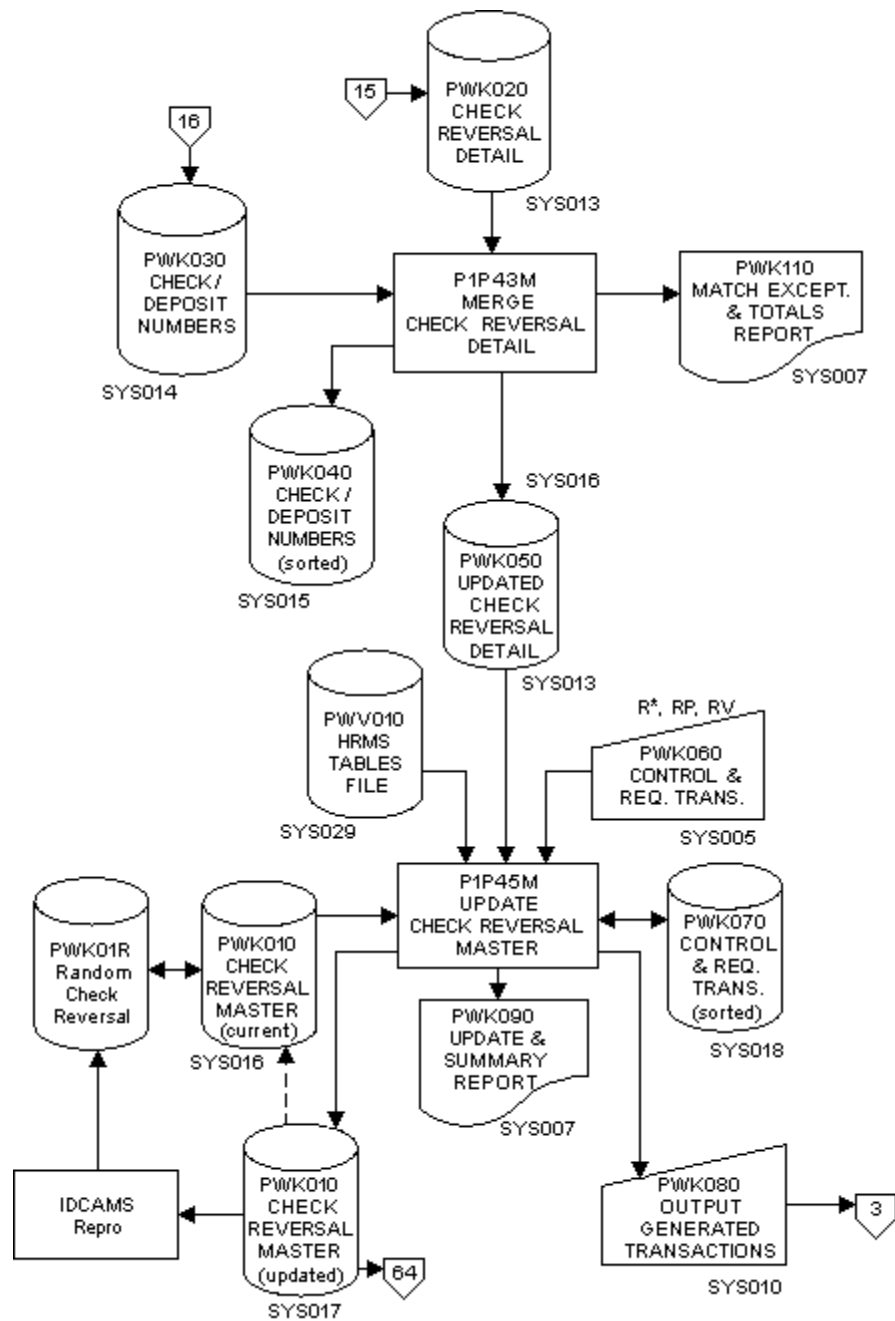 15
PWK020
CHECK
REVERSAL
DETAIL
SYS013
16
PWK030
CHECK/
DEPOSIT
NUMBERS
SYS014
P1P43M
MERGE
CHECK REVERSAL
DETAIL
PWK110
MATCH EXCEPT.
& TOTALS
REPORT
SYS007
PWK040
CHECK /
DEPOSIT
NUMBERS
(sorted)
SYS015
SYS016
PWK050
UPDATED
CHECK
REVERSAL
DETAIL
SYS013
PWV010
HRMS
TABLES
FILE
SYS029
R*, RP, RV
PWK060
CONTROL &
REQ. TRANS.
SYS005
P1P45M
UPDATE
CHECK REVERSAL
MASTER
PWK01R
Random
Check
Reversal
PWK010
CHECK
REVERSAL
MASTER
(current)
SYS016
PWK070
CONTROL
& REQ.
TRANS.
(sorted)
SYS018
PWK090
UPDATE &
SUMMARY
REPORT
SYS007
IDCAMS
Repro
PWK010
CHECK
REVERSAL
MASTER
(updated)
SYS017
64
PWK080
OUTPUT
GENERATED
TRANSACTIONS
SYS010
3